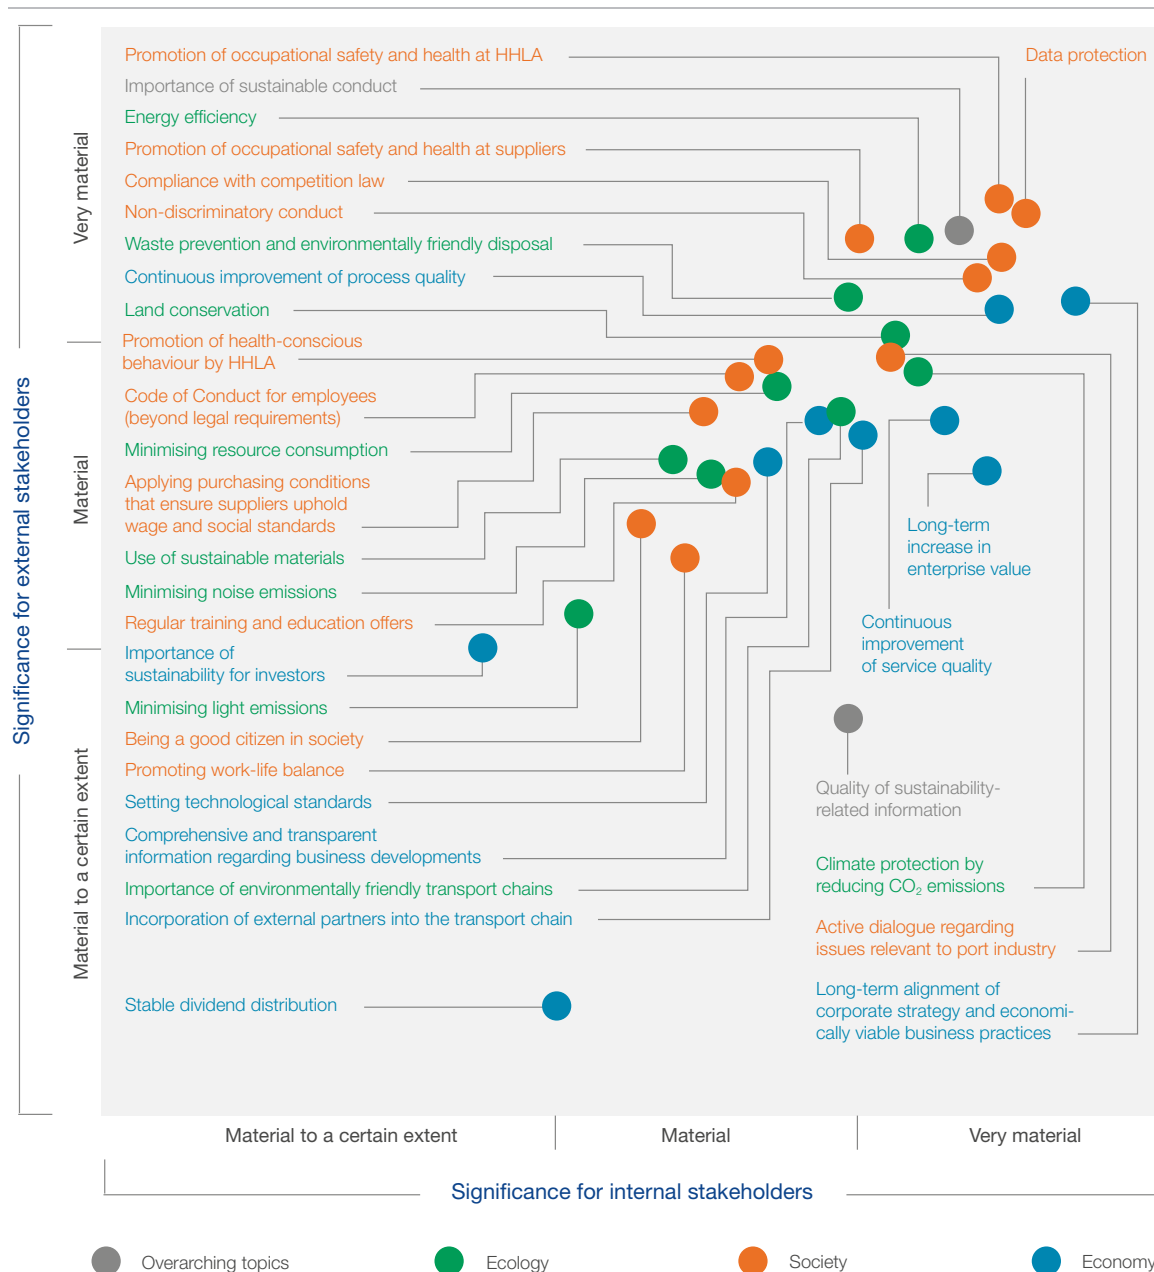 Promotion of occupational safety and health at HHLA
Data protection
Importance of sustainable conduct
Energy efficiency
Promotion of occupational safety and health at suppliers
Compliance with competition law
Non-discriminatory conduct
Waste prevention and environmentally friendly disposal
Continuous improvement of process quality
Land conservation
Promotion of health-conscious
behaviour by HHLA
Code of Conduct for employees
(beyond legal requirements)
Minimising resource consumption
Applying purchasing conditions
that ensure suppliers uphold
wage and social standards
Use of sustainable materials
Minimising noise emissions
Regular training and education offers
Importance of
sustainability for investors
Minimising light emissions
Being a good citizen in society
Promoting work-life balance
Setting technological standards
Comprehensive and transparent
information regarding business developments
Importance of environmentally friendly transport chains
Incorporation of external partners into the transport chain
Stable dividend distribution
Long-term
increase in
enterprise value
Continuous
improvement
of service quality
Quality of sustainability-
related information
Climate protection by
reducing CO₂ emissions
Active dialogue regarding
issues relevant to port industry
Long-term alignment of
corporate strategy and economi-
cally viable business practices
Significance for external stakeholders
Very material
Material
Material to a certain extent
Material to a certain extent
Material
Very material
Significance for internal stakeholders
Overarching topics
Ecology
Society
Economy